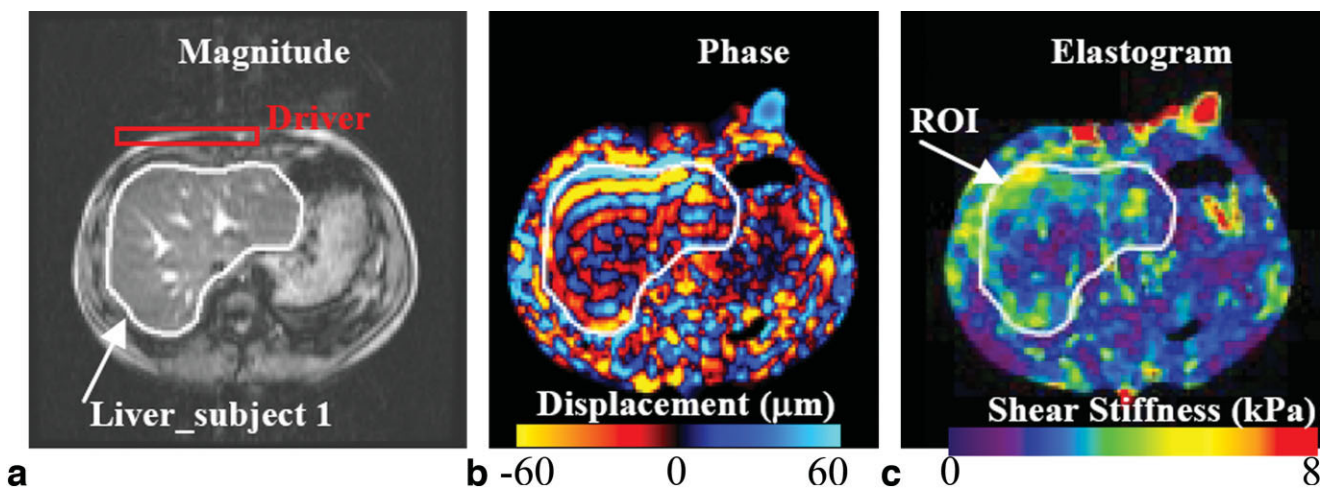 Magnitude
Driver
Liver_subject 1
a
Phase
Displacement (μm)
b -60 0 60
Elastogram
ROI
Shear Stiffness (kPa)
c 0 8